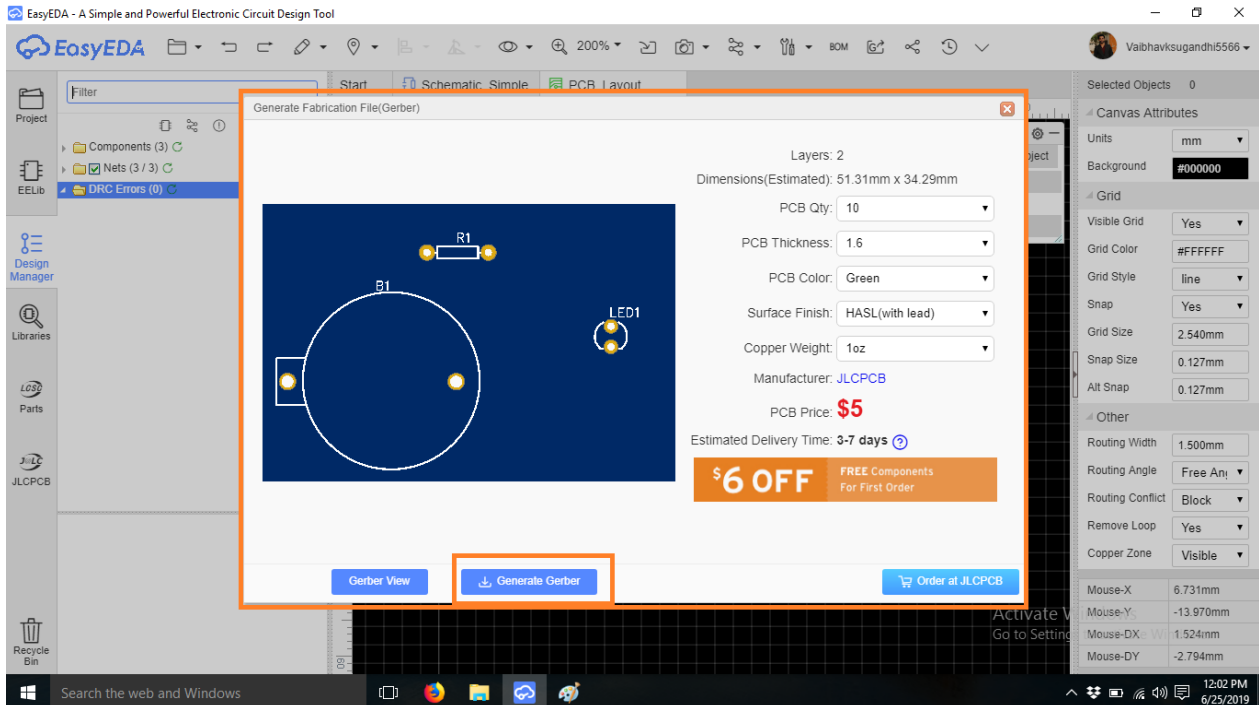 EasyEDA - A Simple and Powerful Electronic Circuit Design Tool
EasyEDA
200%
BOM
Vaibhavksugandhi5566
Project
EELib
Design
Manager
Libraries
LCSC
Parts
JLC
JLCPCB
Recycle
Bin
Filter
Components (3)
Nets (3 / 3)
DRC Errors (0)
Start
Schematic_Simple
PCB_Layout
Generate Fabrication File(Gerber)
R1
B1
LED1
Layers: 2
Dimensions(Estimated): 51.31mm x 34.29mm
PCB Qty: 10
PCB Thickness: 1.6
PCB Color: Green
Surface Finish: HASL(with lead)
Copper Weight: 1oz
Manufacturer: JLCPCB
PCB Price: $5
Estimated Delivery Time: 3-7 days ?
$6 OFF
FREE Components
For First Order
Gerber View
Generate Gerber
Order at JLCPCB
60
Selected Objects 0
Canvas Attributes
Units mm
Background #000000
Grid
Visible Grid Yes
Grid Color #FFFFFF
Grid Style line
Snap Yes
Grid Size 2.540mm
Snap Size 0.127mm
Alt Snap 0.127mm
Other
Routing Width 1.500mm
Routing Angle Free Ang
Routing Conflict Block
Remove Loop Yes
Copper Zone Visible
Mouse-X 6.731mm
Mouse-Y -13.970mm
Mouse-DX 1.524mm
Mouse-DY -2.794mm
Search the web and Windows
12:02 PM
6/25/2019